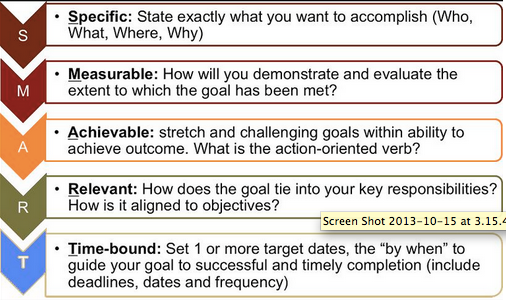 S
• Specific: State exactly what you want to accomplish (Who,
What, Where, Why)
M
• Measurable: How will you demonstrate and evaluate the
extent to which the goal has been met?
A
• Achievable: stretch and challenging goals within ability to
achieve outcome. What is the action-oriented verb?
R
• Relevant: How does the goal tie into your key responsibilities?
How is it aligned to objectives?
Screen Shot 2013-10-15 at 3.15.4
T
• Time-bound: Set 1 or more target dates, the “by when” to
guide your goal to successful and timely completion (include
deadlines, dates and frequency)